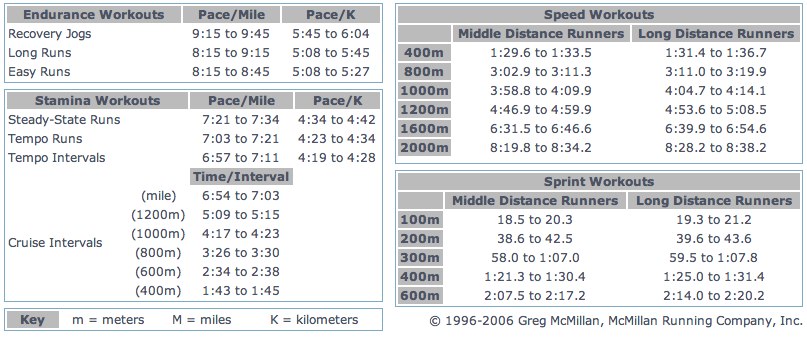 Endurance Workouts Pace/Mile Pace/K
Recovery Jogs 9:15 to 9:45 5:45 to 6:04
Long Runs 8:15 to 9:15 5:08 to 5:45
Easy Runs 8:15 to 8:45 5:08 to 5:27
Stamina Workouts Pace/Mile Pace/K
Steady-State Runs 7:21 to 7:34 4:34 to 4:42
Tempo Runs 7:03 to 7:21 4:23 to 4:34
Tempo Intervals 6:57 to 7:11 4:19 to 4:28
Time/Interval
Cruise Intervals
(mile) 6:54 to 7:03
(1200m) 5:09 to 5:15
(1000m) 4:17 to 4:23
(800m) 3:26 to 3:30
(600m) 2:34 to 2:38
(400m) 1:43 to 1:45
Key m = meters M = miles K = kilometers
Speed Workouts
Middle Distance Runners Long Distance Runners
400m 1:29.6 to 1:33.5 1:31.4 to 1:36.7
800m 3:02.9 to 3:11.3 3:11.0 to 3:19.9
1000m 3:58.8 to 4:09.9 4:04.7 to 4:14.1
1200m 4:46.9 to 4:59.9 4:53.6 to 5:08.5
1600m 6:31.5 to 6:46.6 6:39.9 to 6:54.6
2000m 8:19.8 to 8:34.2 8:28.2 to 8:38.2
Sprint Workouts
Middle Distance Runners Long Distance Runners
100m 18.5 to 20.3 19.3 to 21.2
200m 38.6 to 42.5 39.6 to 43.6
300m 58.0 to 1:07.0 59.5 to 1:07.8
400m 1:21.3 to 1:30.4 1:25.0 to 1:31.4
600m 2:07.5 to 2:17.2 2:14.0 to 2:20.2
© 1996-2006 Greg McMillan, McMillan Running Company, Inc.